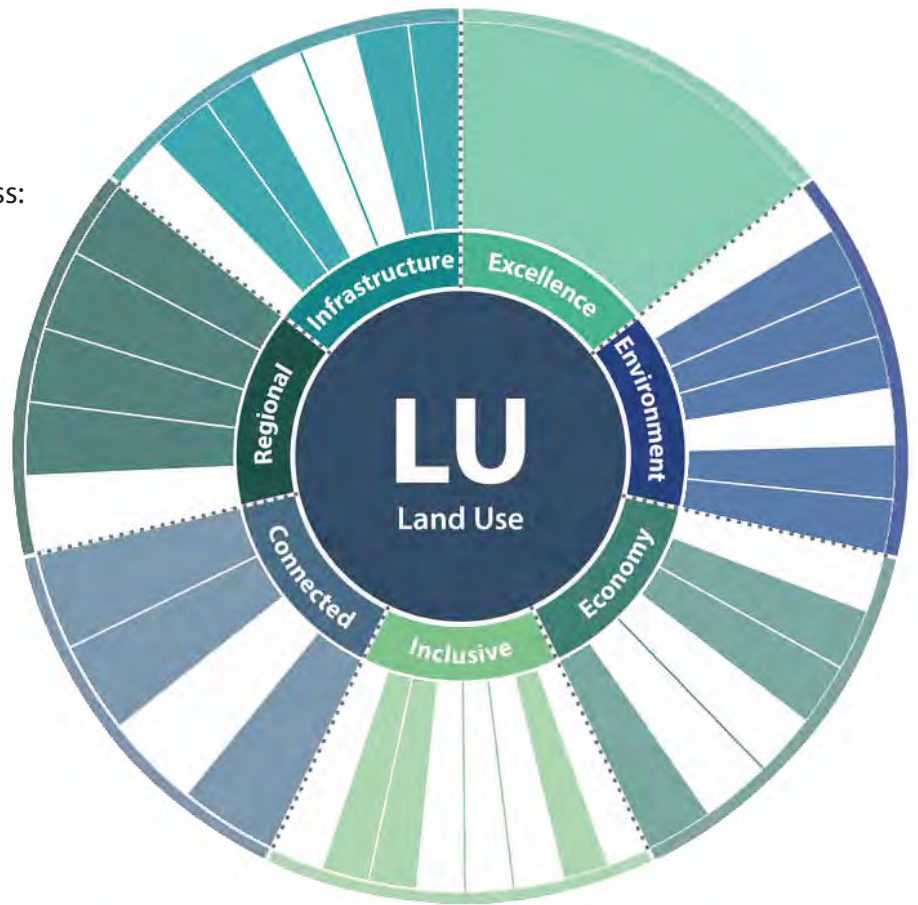 ss:
Infrastructure
Excellence
Environment
Economy
Inclusive
Connected
Regional
LU
Land Use